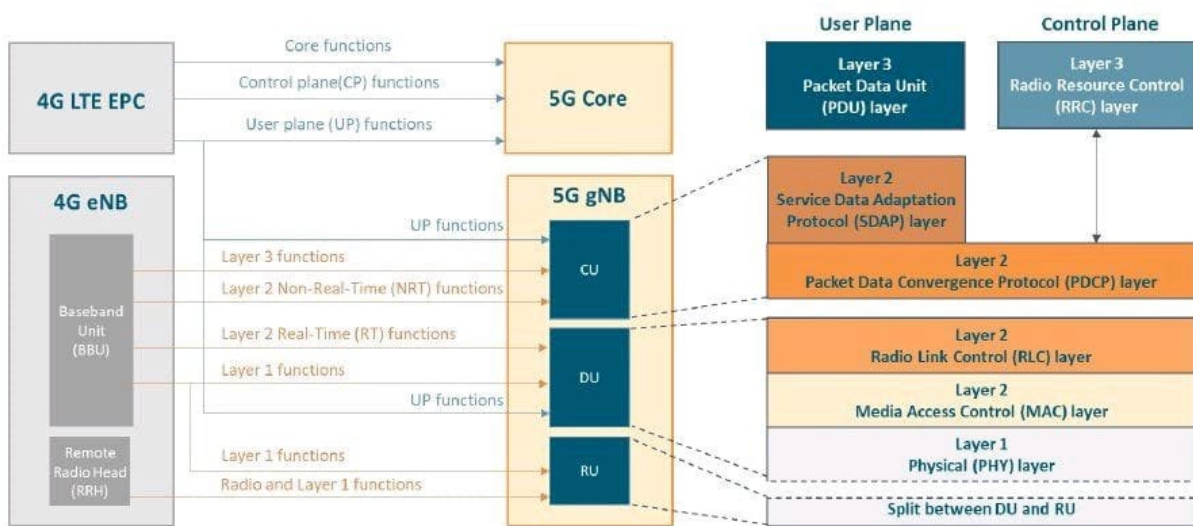 User Plane
Control Plane
4G LTE EPC
Core functions
Control plane(CP) functions
User plane (UP) functions
5G Core
Layer 3
Packet Data Unit
(PDU) layer
Layer 3
Radio Resource Control
(RRC) layer
4G eNB
Baseband
Unit
(BBU)
Remote
Radio Head
(RRH)
UP functions
Layer 3 functions
Layer 2 Non-Real-Time (NRT) functions
Layer 2 Real-Time (RT) functions
Layer 1 functions
UP functions
Layer 1 functions
Radio and Layer 1 functions
5G gNB
CU
DU
RU
Layer 2
Service Data Adaptation
Protocol (SDAP) layer
Layer 2
Packet Data Convergence Protocol (PDCP) layer
Layer 2
Radio Link Control (RLC) layer
Layer 2
Media Access Control (MAC) layer
Layer 1
Physical (PHY) layer
Split between DU and RU